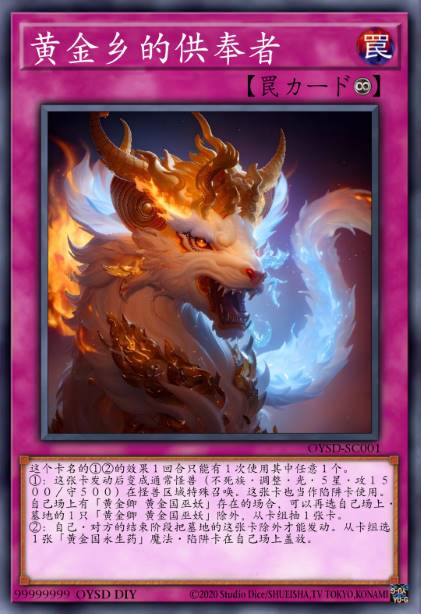 黄金乡的供奉者
罠
【罠カード♾】
OYSD-SC001
这个卡名的①②的效果1回合只能有1次使用其中任意1个。
①：这张卡发动后变成通常怪兽（不死族·调整·光·5星·攻15
00/守500）在怪兽区域特殊召唤。这张卡也当作陷阱卡使用。
自己场上有「黄金卿 黄金国巫妖」存在的场合，可以再选自己场上·
墓地的1只「黄金卿 黄金国巫妖」除外，从卡组抽1张卡。
②：自己·对方的结束阶段把墓地的这张卡除外才能发动。从卡组选
1张「黄金国永生药」魔法·陷阱卡在自己场上盖放。
99999999 OYSD DIY
©2020 Studio Dice/SHUEISHA,TV TOKYO,KONAMI